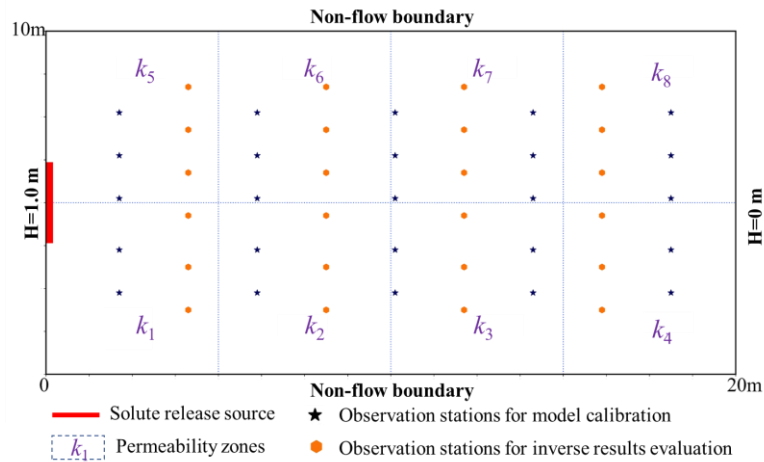 Non-flow boundary
10m
k5 k6 k7 k8
H=1.0 m
H=0 m
k1 k2 k3 k4
0
20m
Non-flow boundary
Solute release source
Observation stations for model calibration
k1 Permeability zones
Observation stations for inverse results evaluation